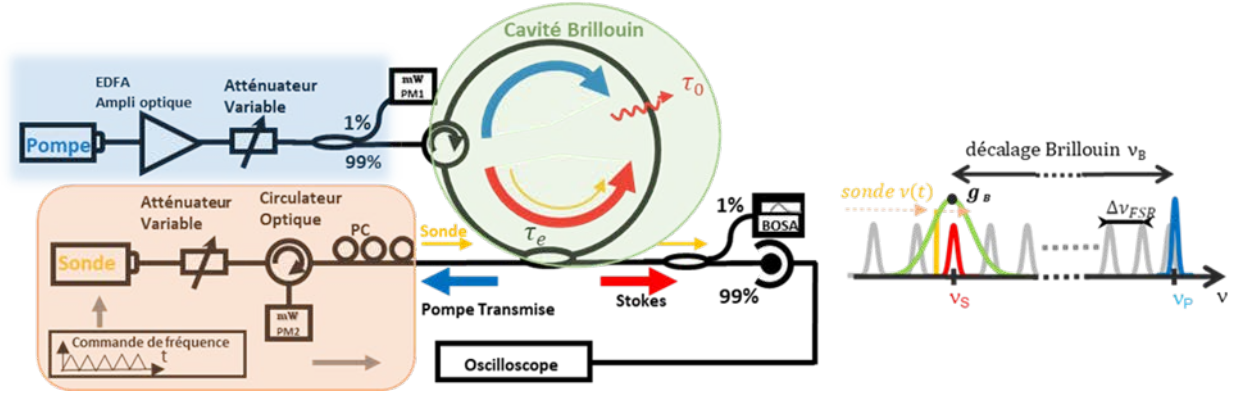 Cavité Brillouin
EDFA
Ampli optique
Atténuateur
Variable
mW
PM1
1%
99%
Pompe
τ0
τe
Atténuateur
Variable
Circulateur
Optique
PC
Sonde
Sonde
mW
PM2
Commande de fréquence
t
Pompe Transmise
Stokes
1%
BOSA
99%
Oscilloscope
décalage Brillouin νB
sonde ν(t)
gB
ΔνFSR
νS
νP
ν